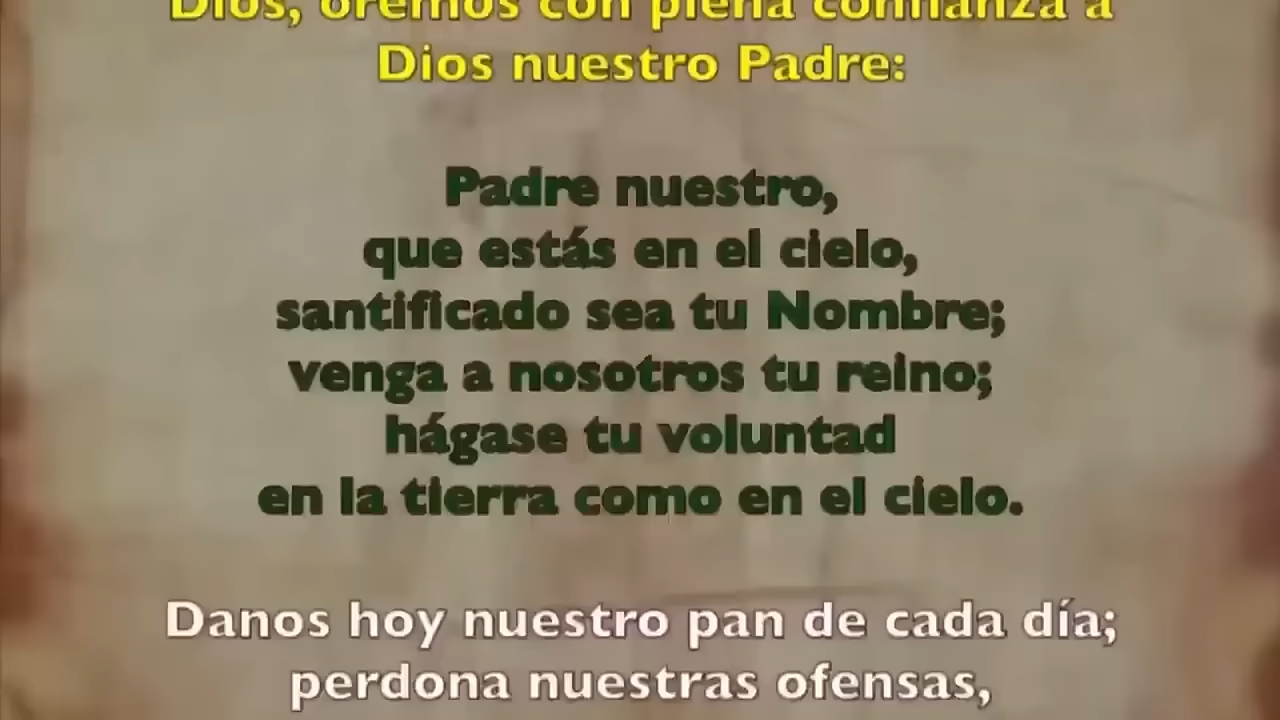 Dios, oremos con plena confianza a
Dios nuestro Padre:
Padre nuestro,
que estás en el cielo,
santificado sea tu Nombre;
venga a nosotros tu reino;
hágase tu voluntad
en la tierra como en el cielo.
Danos hoy nuestro pan de cada día;
perdona nuestras ofensas,